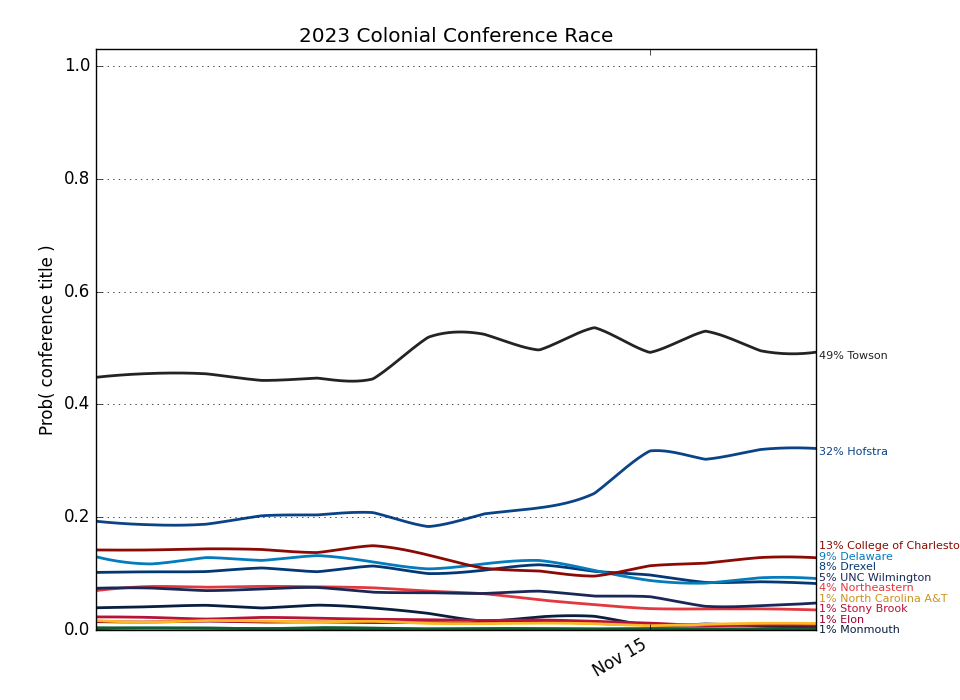 2023 Colonial Conference Race
1.0
0.8
0.6
0.4
0.2
0.0
Prob( conference title )
Nov 15
49% Towson
32% Hofstra
13% College of Charlesto
9% Delaware
8% Drexel
5% UNC Wilmington
4% Northeastern
1% North Carolina A&T
1% Stony Brook
1% Elon
1% Monmouth